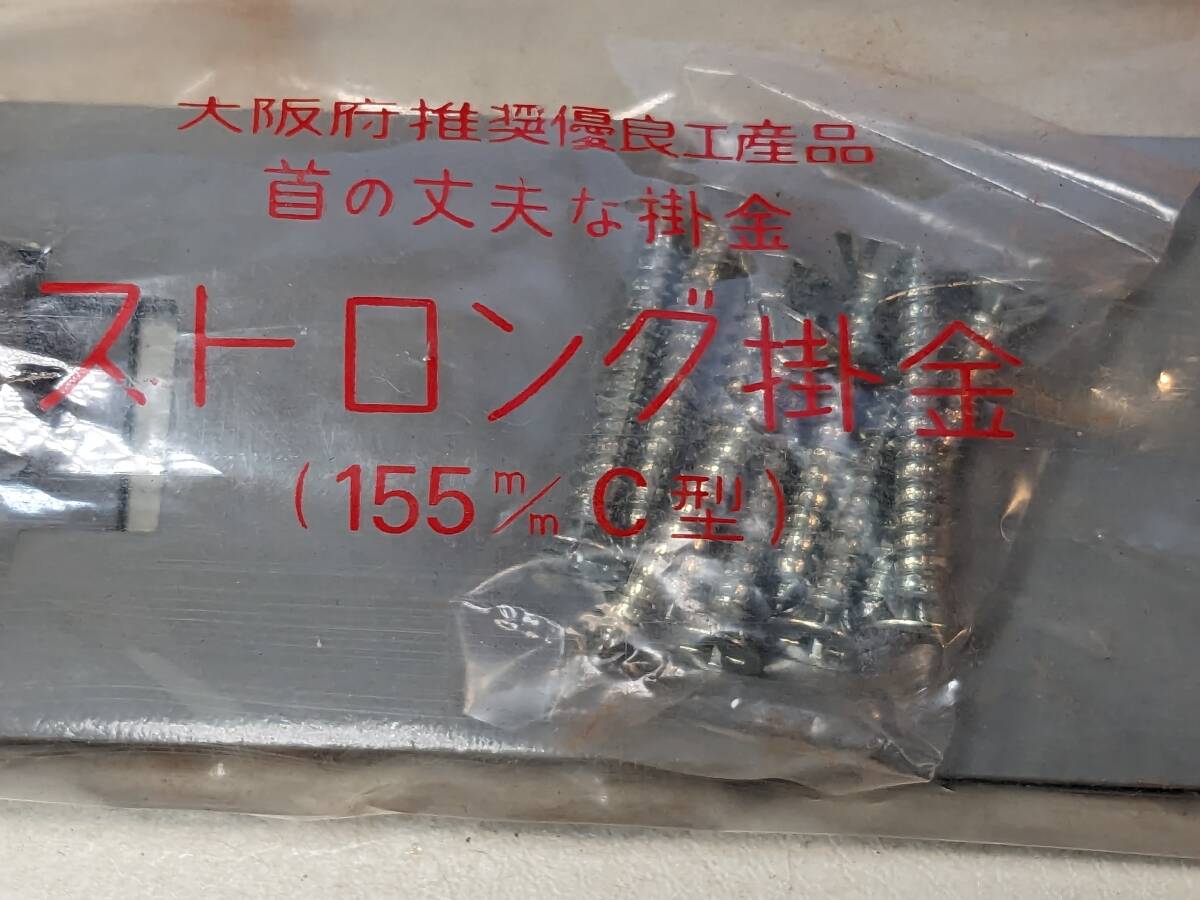 大阪府推奨優良工産品
首の丈夫な掛金
ストロング掛金
(155m/m C型)